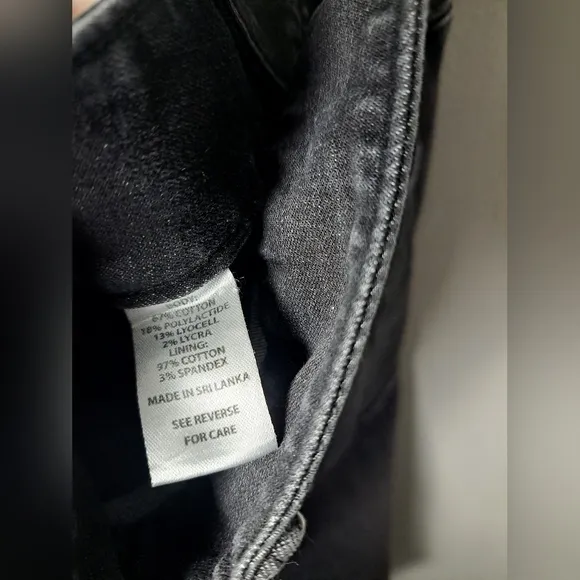 BODY:
67% COTTON
18% POLYLACTIDE
13% LYOCELL
2% LYCRA
LINING:
97% COTTON
3% SPANDEX
MADE IN SRI LANKA
SEE REVERSE
FOR CARE